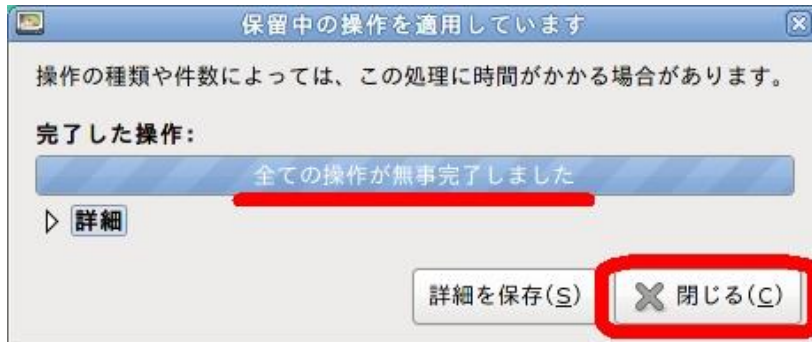 保留中の操作を適用しています
操作の種類や件数によっては、この処理に時間がかかる場合があります。
完了した操作:
全ての操作が無事完了しました
詳細
詳細を保存(S) 閉じる(C)